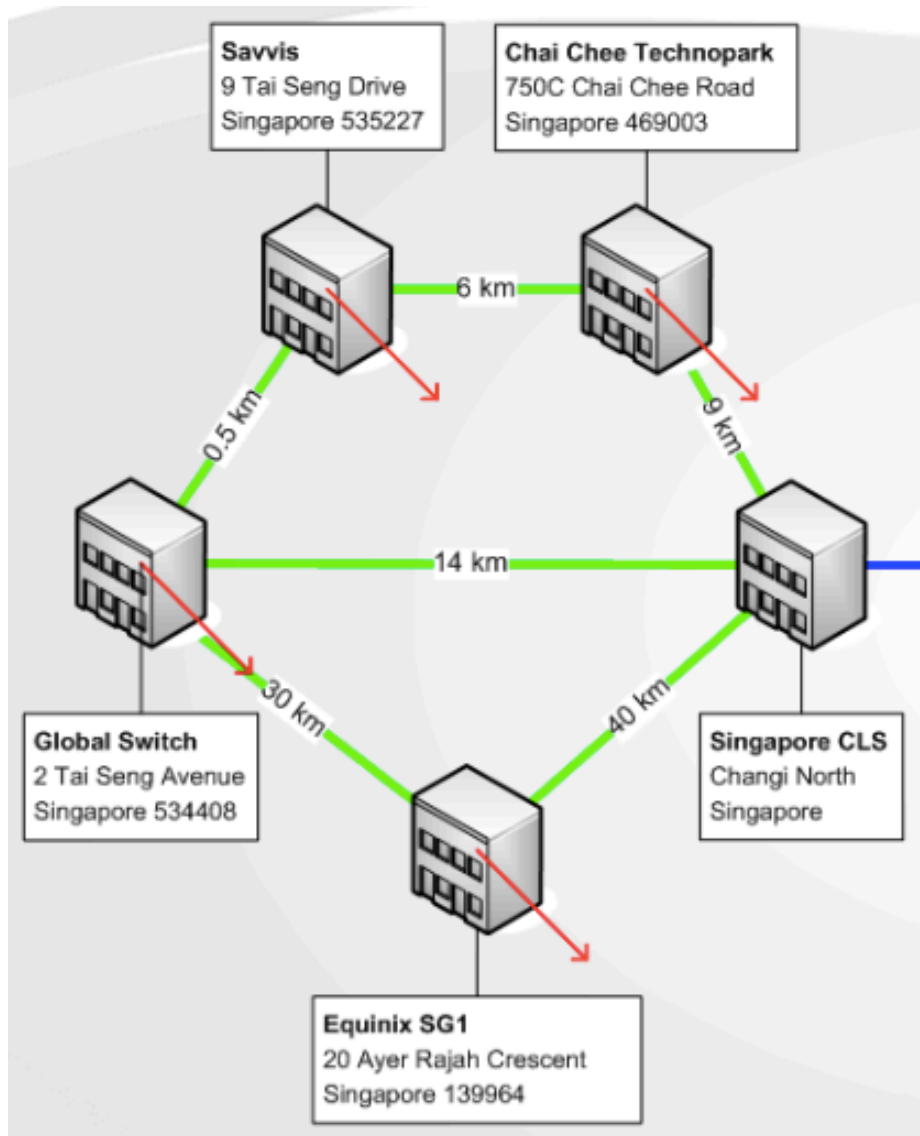 Savvis
9 Tai Seng Drive
Singapore 535227
Chai Chee Technopark
750C Chai Chee Road
Singapore 469003
6 km
0.5 km
9 km
14 km
30 km
40 km
Global Switch
2 Tai Seng Avenue
Singapore 534408
Singapore CLS
Changi North
Singapore
Equinix SG1
20 Ayer Rajah Crescent
Singapore 139964